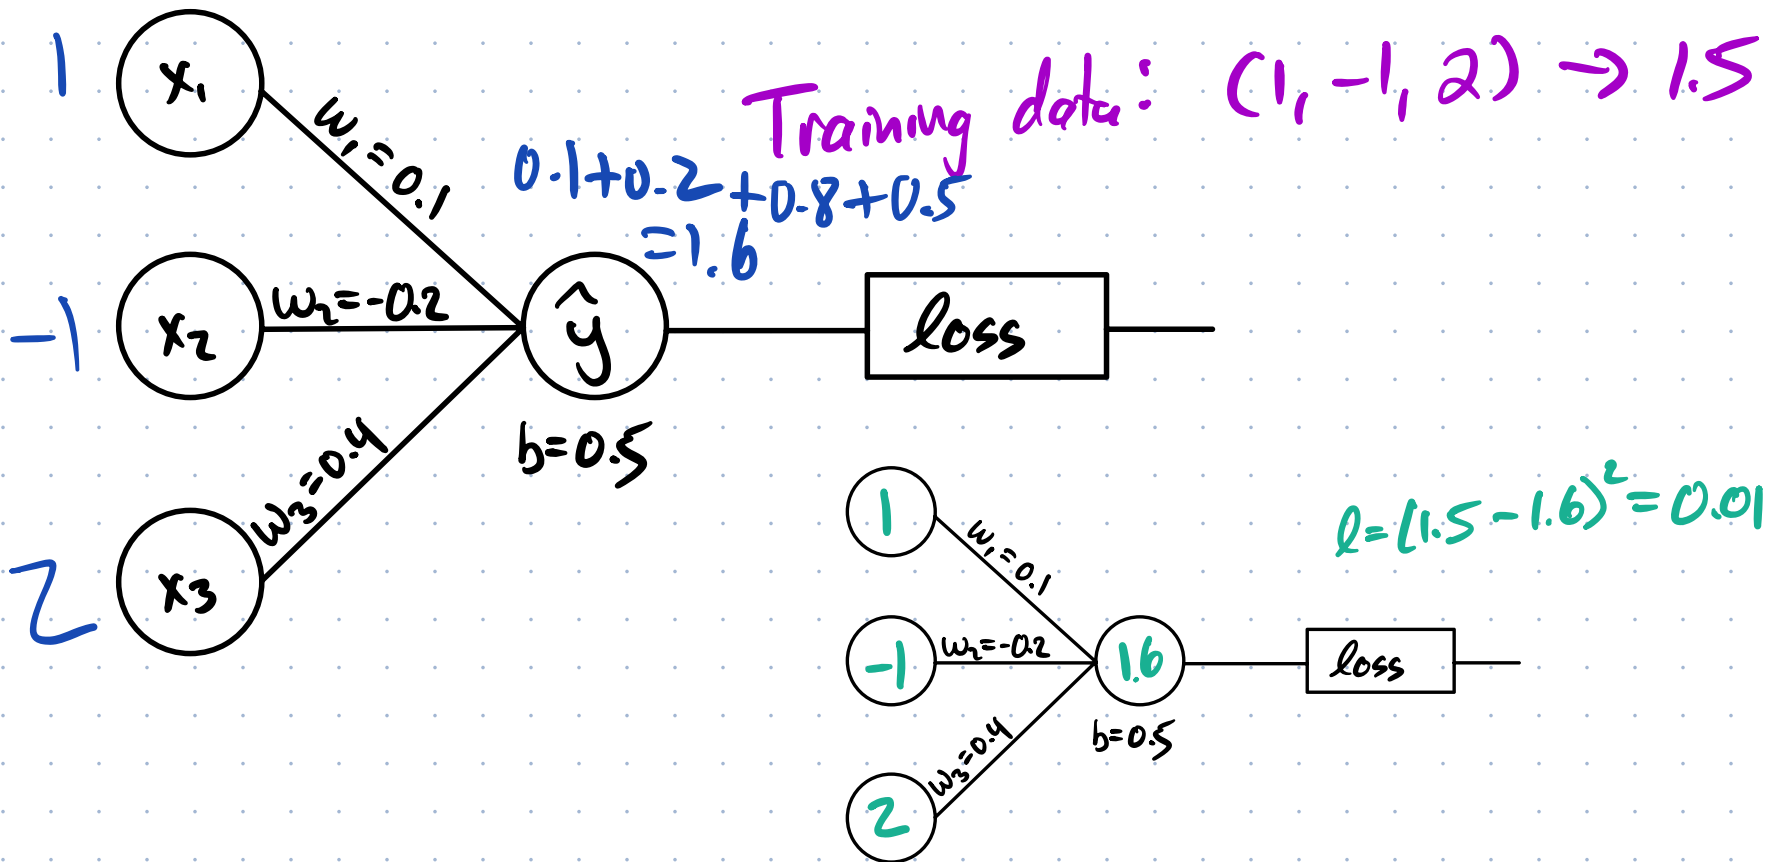 Training data: (1, -1, 2) → 1.5
1
x₁
w₁=0.1
0.1+0.2+0.8+0.5
=1.6
-1
x₂
w₂=-0.2
ŷ
loss
b=0.5
w₃=0.4
2
x₃
l=(1.5-1.6)²=0.01
1
w₁=0.1
-1
w₂=-0.2
1.6
loss
b=0.5
w₃=0.4
2